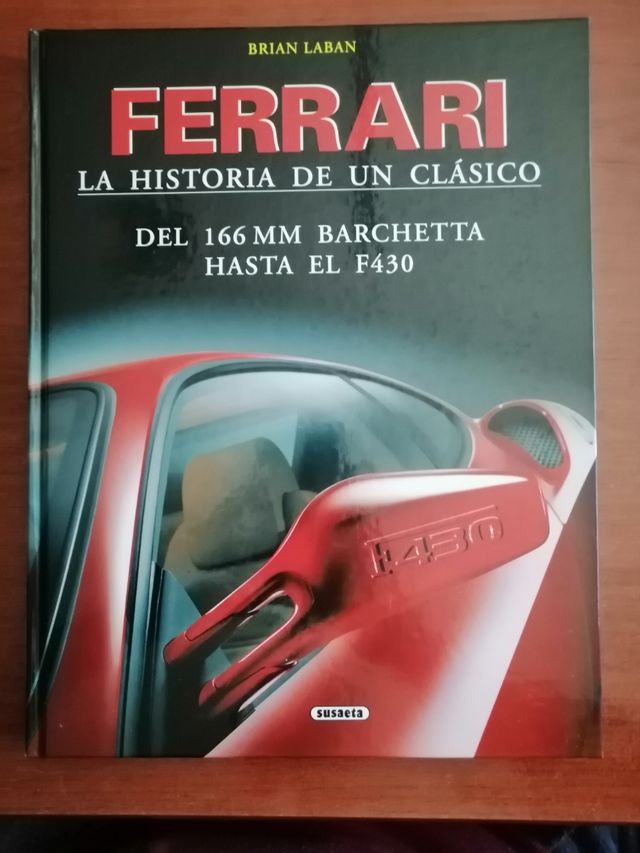 BRIAN LABAN
FERRARI
LA HISTORIA DE UN CLÁSICO
DEL 166 MM BARCHETTA
HASTA EL F430
F430
susaeta